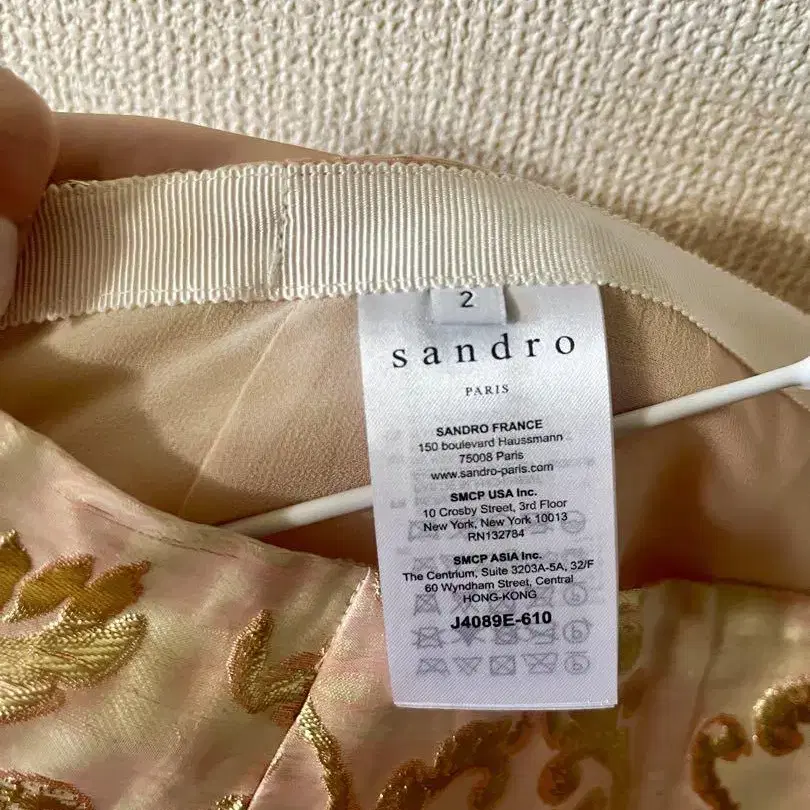 2
sandro
PARIS
SANDRO FRANCE
150 boulevard Haussmann
75008 Paris
www.sandro-paris.com
SMCP USA Inc.
10 Crosby Street, 3rd Floor
New York, New York 10013
RN132784
SMCP ASIA Inc.
The Centrium, Suite 3203A-5A, 32/F
60 Wyndham Street, Central
HONG-KONG
J4089E-610